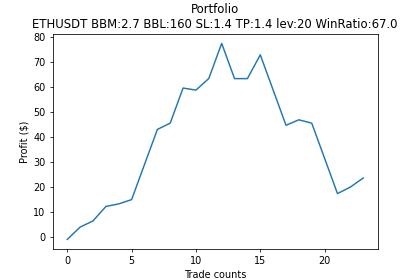 Portfolio
ETHUSDT BBM:2.7 BBL:160 SL:1.4 TP:1.4 lev:20 WinRatio:67.0
80
70
60
50
40
30
20
10
0
Profit ($)
0 5 10 15 20
Trade counts